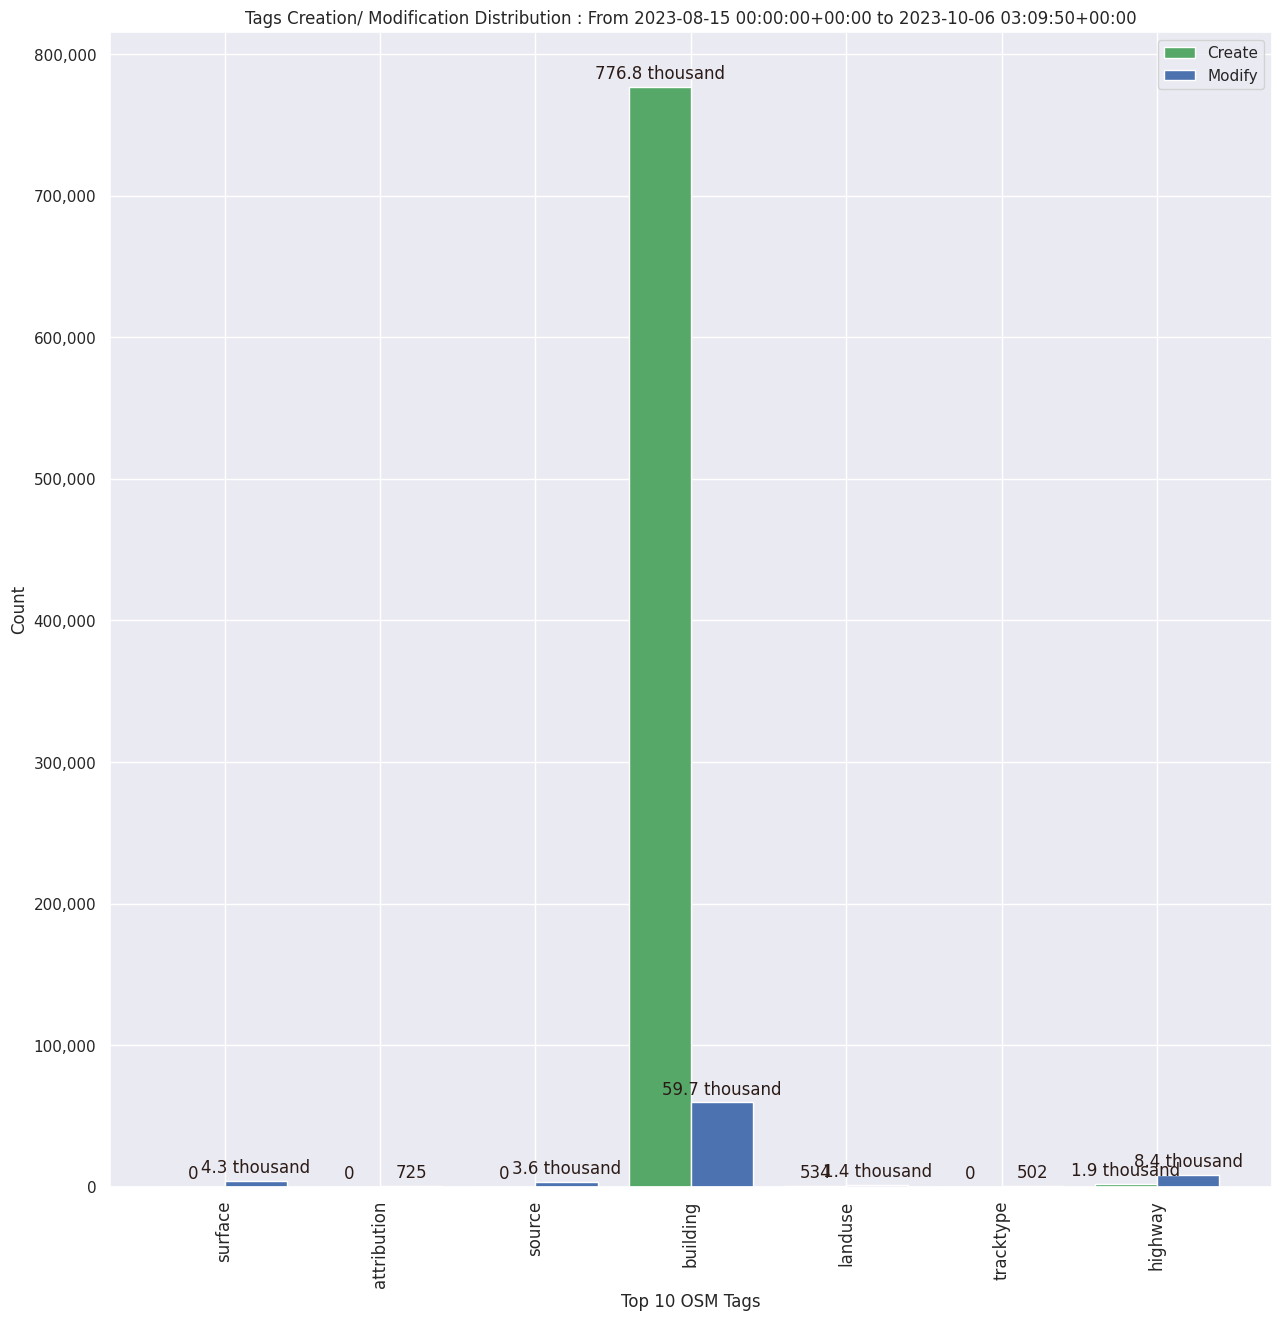 Tags Creation/ Modification Distribution : From 2023-08-15 00:00:00+00:00 to 2023-10-06 03:09:50+00:00
Create
Modify
800,000
700,000
600,000
500,000
400,000
300,000
200,000
100,000
0
Count
776.8 thousand
59.7 thousand
0
4.3 thousand
0
725
0
3.6 thousand
534
1.4 thousand
0
502
1.9 thousand
8.4 thousand
surface
attribution
source
building
landuse
tracktype
highway
Top 10 OSM Tags